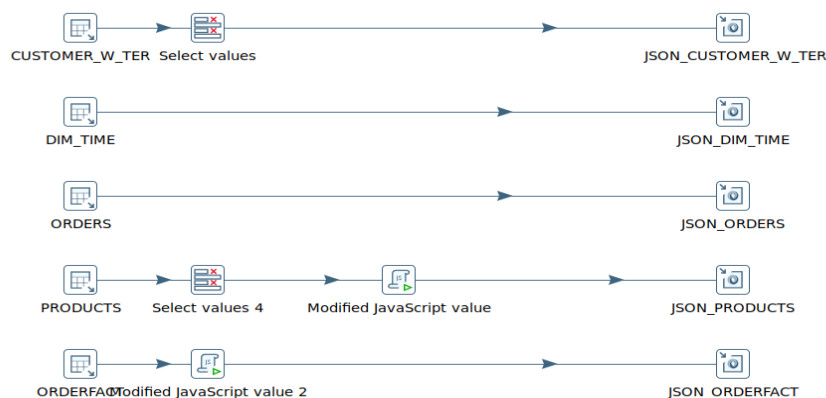 CUSTOMER_W_TER Select values JSON_CUSTOMER_W_TER
DIM_TIME JSON_DIM_TIME
ORDERS JSON_ORDERS
PRODUCTS Select values 4 Modified JavaScript value JSON_PRODUCTS
ORDERFACT Modified JavaScript value 2 JSON_ORDERFACT